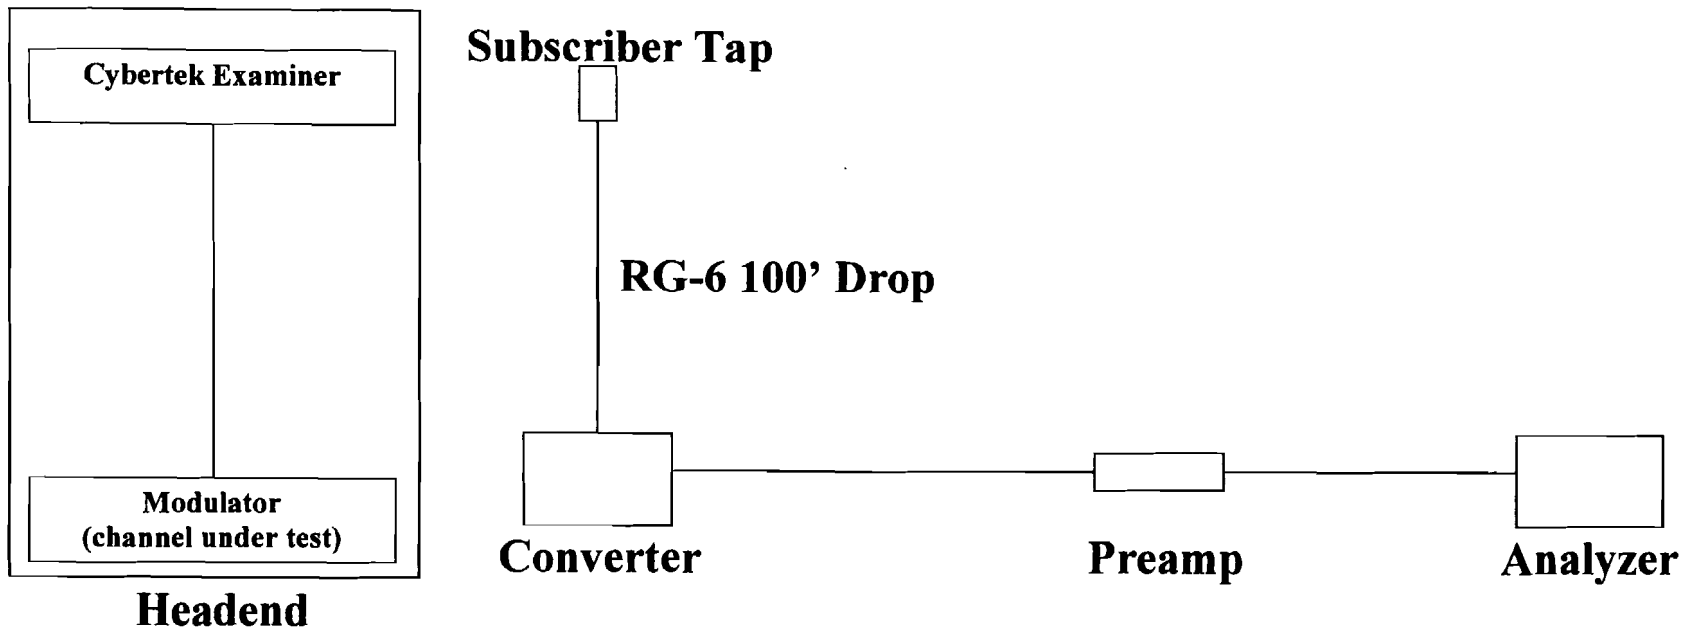 Cybertek Examiner
Modulator
(channel under test)
Headend
Subscriber Tap
RG-6 100’ Drop
Converter
Preamp
Analyzer